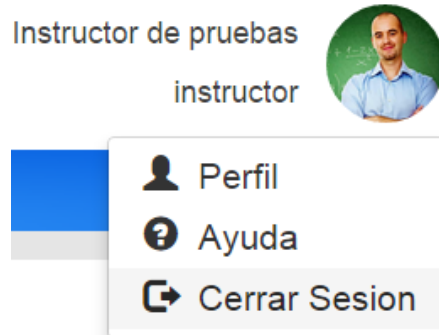 Instructor de pruebas
instructor
Perfil
Ayuda
Cerrar Sesion